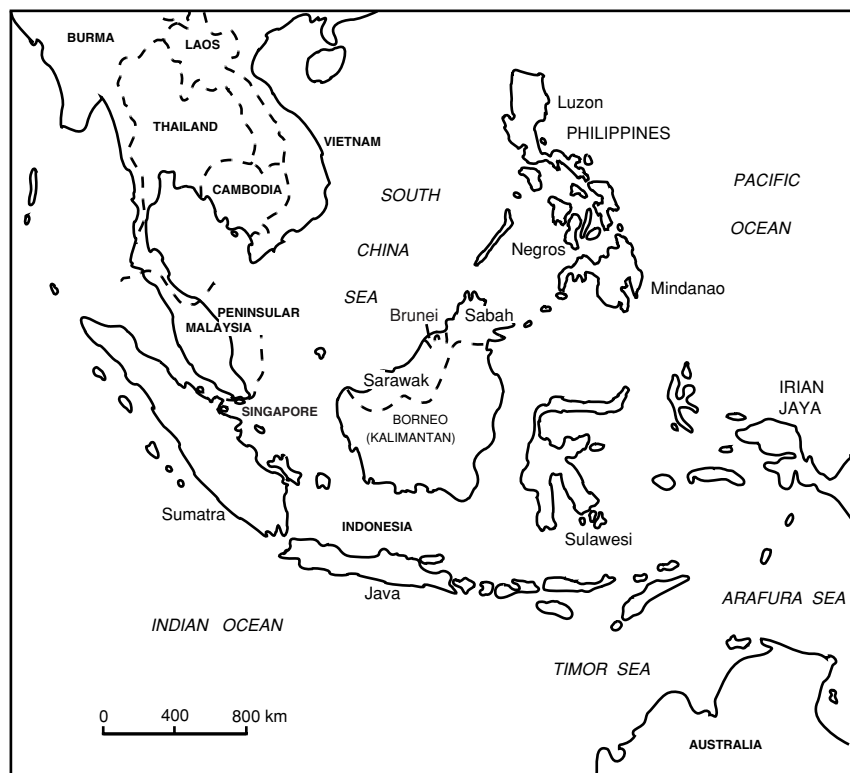 BURMA
LAOS
THAILAND
VIETNAM
CAMBODIA
Luzon
PHILIPPINES
SOUTH
CHINA
SEA
PACIFIC
OCEAN
Negros
Mindanao
PENINSULAR
MALAYSIA
Brunei
Sabah
Sarawak
SINGAPORE
BORNEO
(KALIMANTAN)
IRIAN
JAYA
Sumatra
INDONESIA
Sulawesi
Java
ARAFURA SEA
INDIAN OCEAN
TIMOR SEA
0 400 800 km
AUSTRALIA